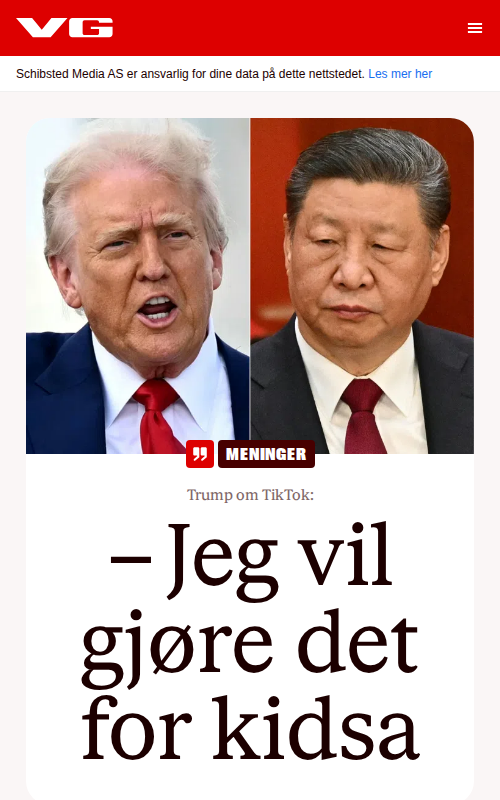 VG
Schibsted Media AS er ansvarlig for dine data på dette nettstedet. Les mer her
MENINGER
Trump om TikTok:
– Jeg vil
gjøre det
for kidsa